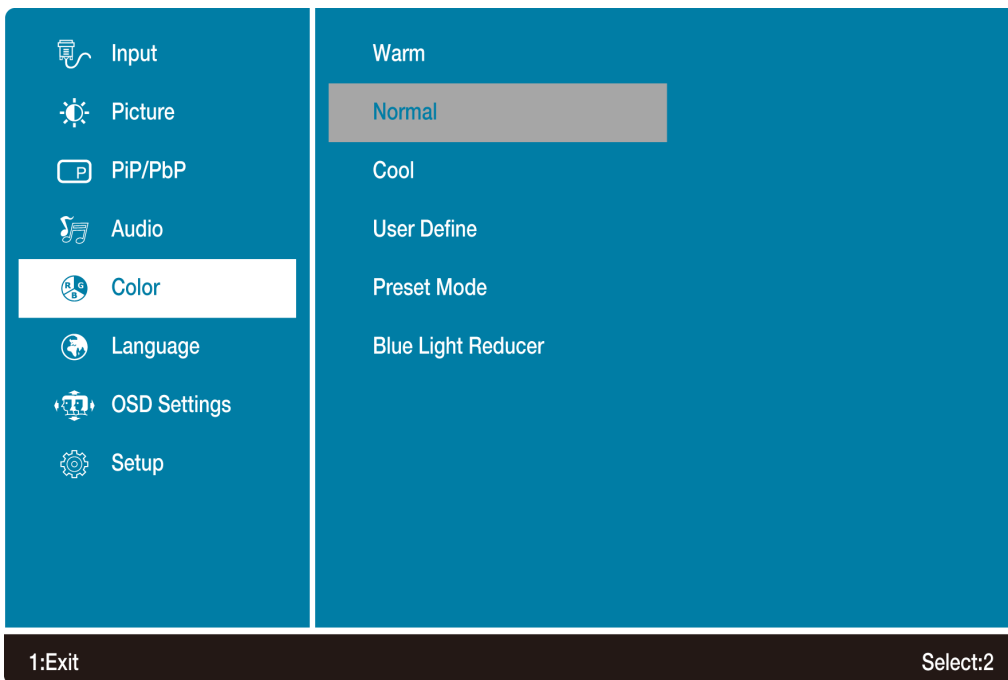 Input
Picture
PiP/PbP
Audio
Color
Language
OSD Settings
Setup
Warm
Normal
Cool
User Define
Preset Mode
Blue Light Reducer
1:Exit
Select:2